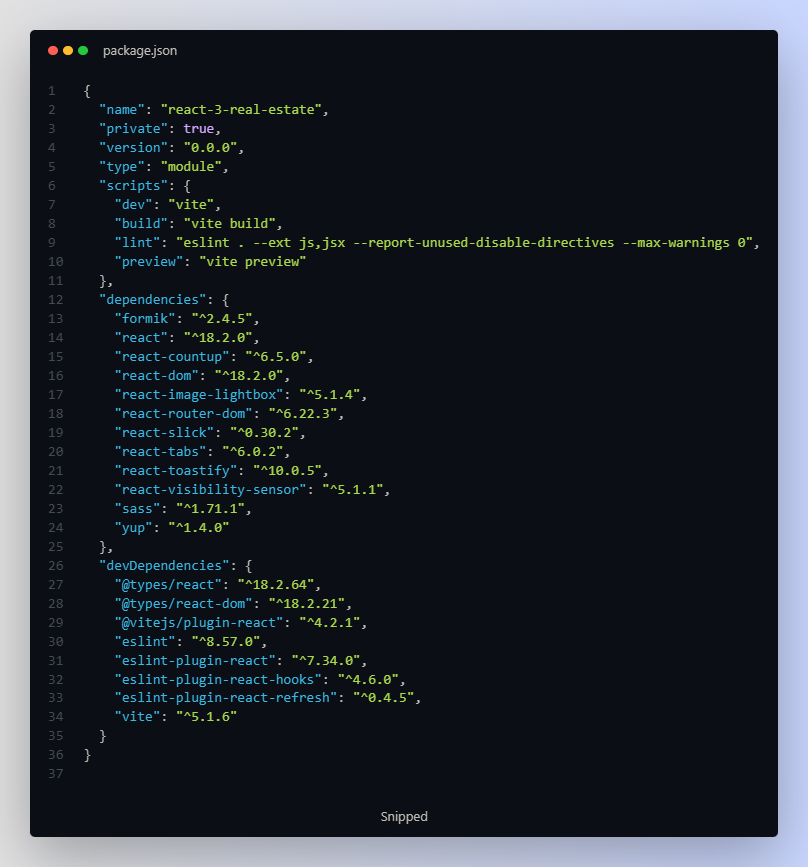 package.json
1 {
2   "name": "react-3-real-estate",
3   "private": true,
4   "version": "0.0.0",
5   "type": "module",
6   "scripts": {
7     "dev": "vite",
8     "build": "vite build",
9     "lint": "eslint . --ext js,jsx --report-unused-disable-directives --max-warnings 0",
10     "preview": "vite preview"
11   },
12   "dependencies": {
13     "formik": "^2.4.5",
14     "react": "^18.2.0",
15     "react-countup": "^6.5.0",
16     "react-dom": "^18.2.0",
17     "react-image-lightbox": "^5.1.4",
18     "react-router-dom": "^6.22.3",
19     "react-slick": "^0.30.2",
20     "react-tabs": "^6.0.2",
21     "react-toastify": "^10.0.5",
22     "react-visibility-sensor": "^5.1.1",
23     "sass": "^1.71.1",
24     "yup": "^1.4.0"
25   },
26   "devDependencies": {
27     "@types/react": "^18.2.64",
28     "@types/react-dom": "^18.2.21",
29     "@vitejs/plugin-react": "^4.2.1",
30     "eslint": "^8.57.0",
31     "eslint-plugin-react": "^7.34.0",
32     "eslint-plugin-react-hooks": "^4.6.0",
33     "eslint-plugin-react-refresh": "^0.4.5",
34     "vite": "^5.1.6"
35   }
36 }
37
Snipped